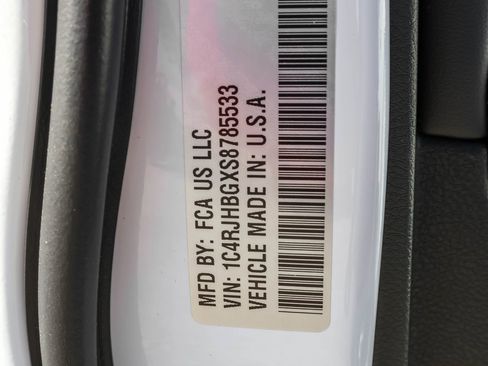 MFD BY: FCA US LLC
VIN: 1C4RJHBGXS8785533
VEHICLE MADE IN: U.S.A.